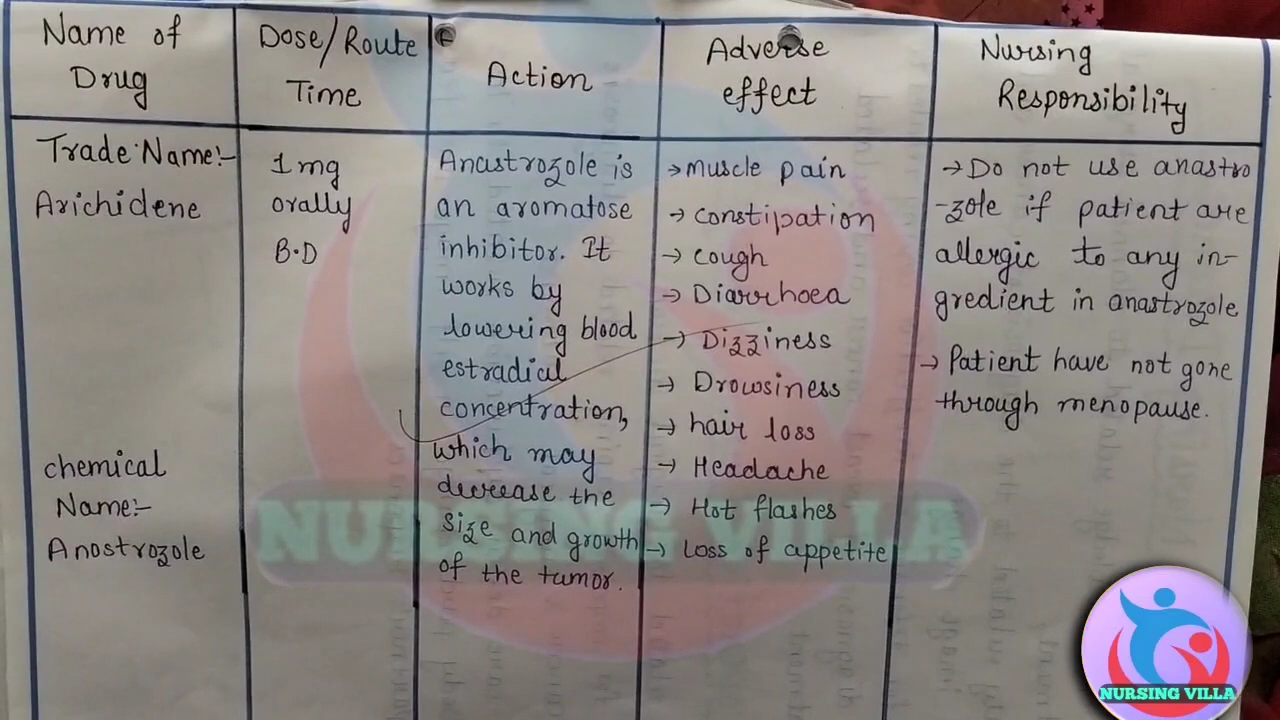 Name of
Drug
Dose/Route
Time
Action
Adverse
effect
Nursing
Responsibility
Trade Name:-
Arichidene
chemical
Name:-
Anostrozole
1 mg
orally
B.D
Anastrozole is
an aromatose
inhibitor. It
works by
lowering blood
estradial
concentration,
which may
decrease the
size and growth
of the tumor.
→ Muscle pain
→ constipation
→ cough
→ Diarrhoea
→ Dizziness
→ Drowsiness
→ hair loss
→ Headache
→ Hot flashes
→ Loss of appetite
→ Do not use anastro
-zole if patient are
allergic to any in-
gredient in anastrozole
→ Patient have not gone
through menopause.
NURSING VILLA
NURSING VILLA